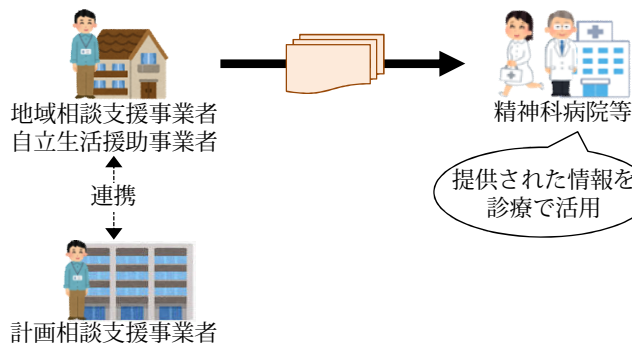 地域相談支援事業者
自立生活援助事業者
精神科病院等
連携
提供された情報を
診療で活用
計画相談支援事業者